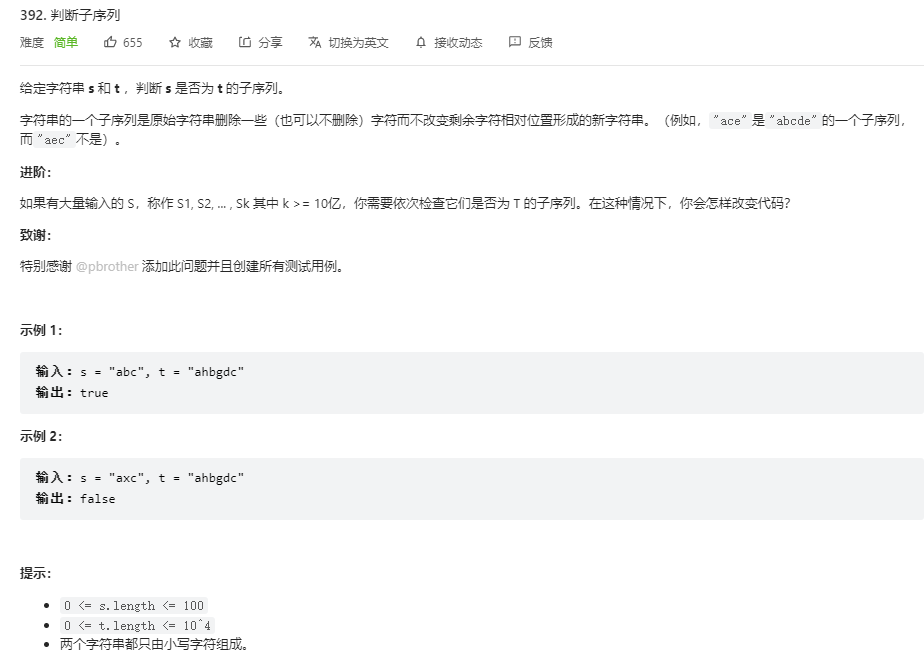 392. 判断子序列
难度 简单 655 收藏 分享 切换为英文 接收动态 反馈
给定字符串 s 和 t ，判断 s 是否为 t 的子序列。
字符串的一个子序列是原始字符串删除一些（也可以不删除）字符而不改变剩余字符相对位置形成的新字符串。（例如，"ace"是"abcde"的一个子序列，
而"aec"不是）。
进阶：
如果有大量输入的 S，称作 S1, S2, ... , Sk 其中 k >= 10亿，你需要依次检查它们是否为 T 的子序列。在这种情况下，你会怎样改变代码？
致谢：
特别感谢 @pbrother 添加此问题并且创建所有测试用例。
示例 1：
输入：s = "abc", t = "ahbgdc"
输出：true
示例 2：
输入：s = "axc", t = "ahbgdc"
输出：false
提示：
0 <= s.length <= 100
0 <= t.length <= 10^4
两个字符串都只由小写字符组成。